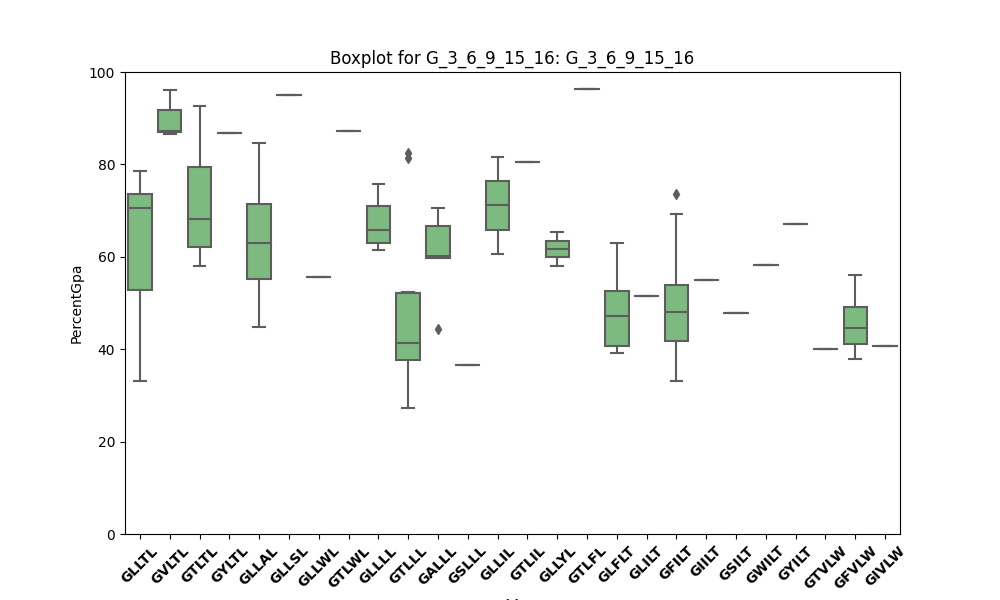 Boxplot for G_3_6_9_15_16: G_3_6_9_15_16
100
80
60
40
20
0
PercentGpa
GLLTL GVLTL GTLTL GYLTL GLLAL GLLSL GLLWL GTLWL GLLLL GTLLL GALLL GSLLL GLLIL GTLIL GLLYL GTLFL GLFLT GLILT GFILT GIILT GSILT GWILT GYILT GTVLW GFVLW GIVLW